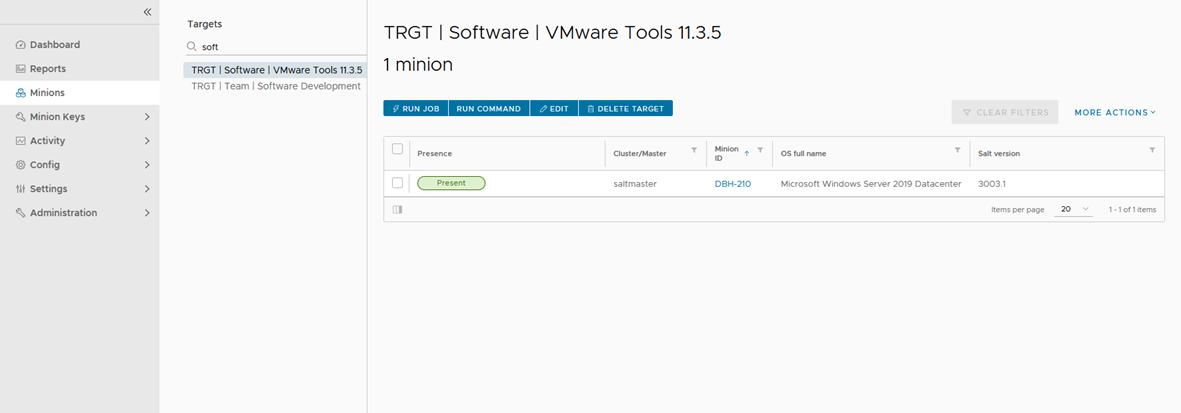 Dashboard
Reports
Minions
Minion Keys
Activity
Config
Settings
Administration
Targets
soft
TRGT | Software | VMware Tools 11.3.5
TRGT | Team | Software Development
TRGT | Software | VMware Tools 11.3.5
1 minion
RUN JOB RUN COMMAND EDIT DELETE TARGET CLEAR FILTERS MORE ACTIONS
Presence Cluster/Master Minion ID OS full name Salt version
Present saltmaster DBH-210 Microsoft Windows Server 2019 Datacenter 3003.1
Items per page 20 1 - 1 of 1 items